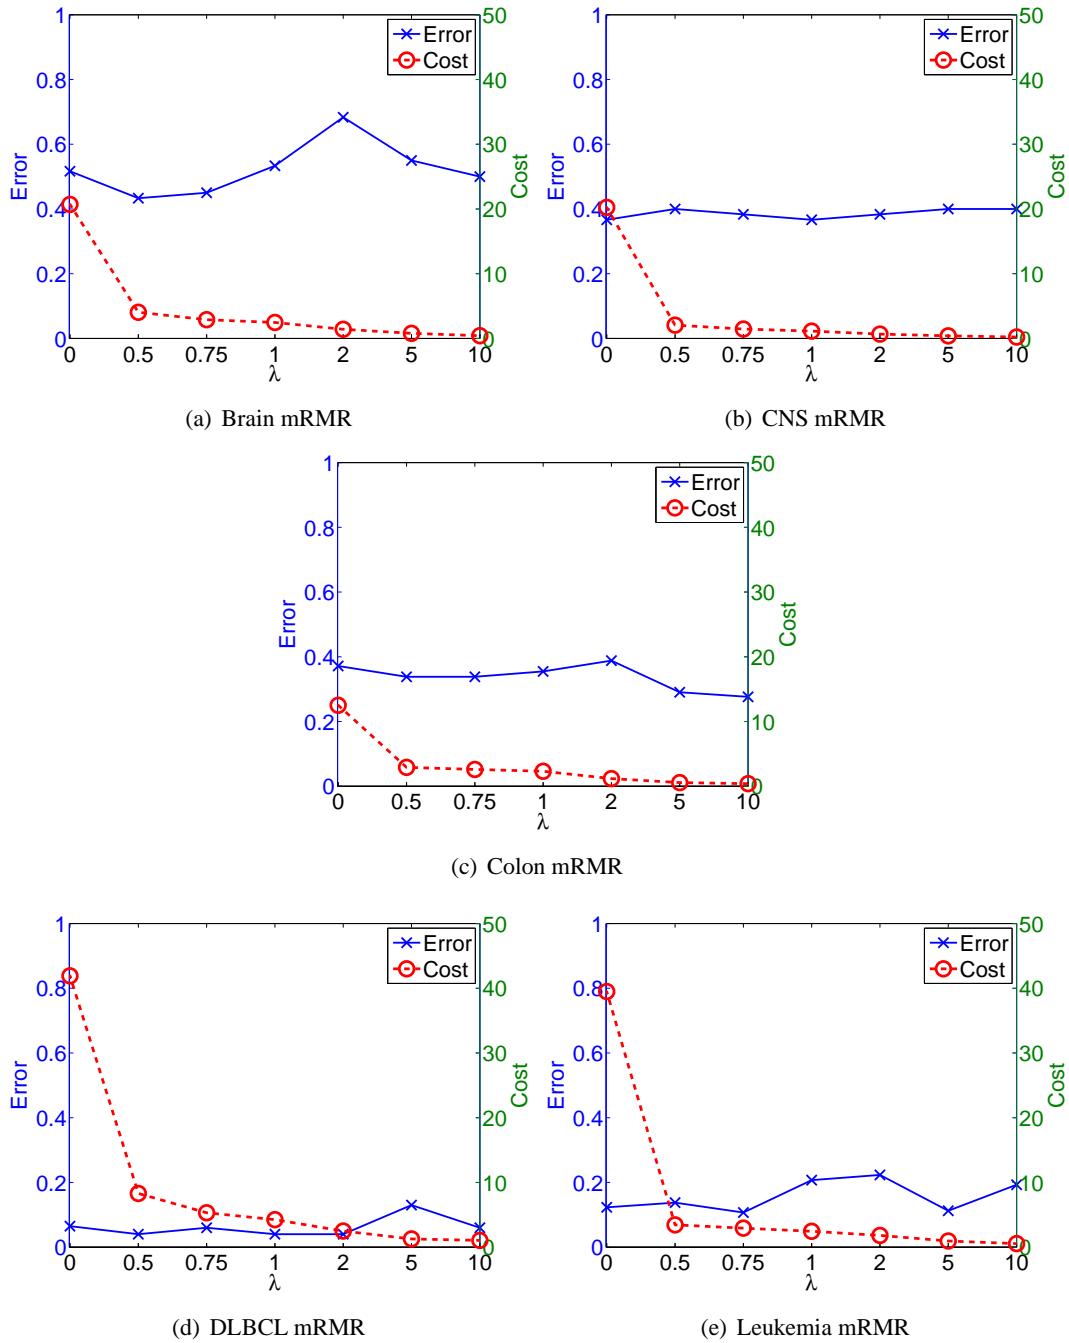 1
0.8
0.6
0.4
0.2
0
Error
50
40
30
20
10
0
Cost
Error
Cost
0 0.5 0.75 1 2 5 10
λ
(a) Brain mRMR
1
0.8
0.6
0.4
0.2
0
Error
50
40
30
20
10
0
Cost
Error
Cost
0 0.5 0.75 1 2 5 10
λ
(b) CNS mRMR
1
0.8
0.6
0.4
0.2
0
Error
50
40
30
20
10
0
Cost
Error
Cost
0 0.5 0.75 1 2 5 10
λ
(c) Colon mRMR
1
0.8
0.6
0.4
0.2
0
Error
50
40
30
20
10
0
Cost
Error
Cost
0 0.5 0.75 1 2 5 10
λ
(d) DLBCL mRMR
1
0.8
0.6
0.4
0.2
0
Error
50
40
30
20
10
0
Cost
Error
Cost
0 0.5 0.75 1 2 5 10
λ
(e) Leukemia mRMR